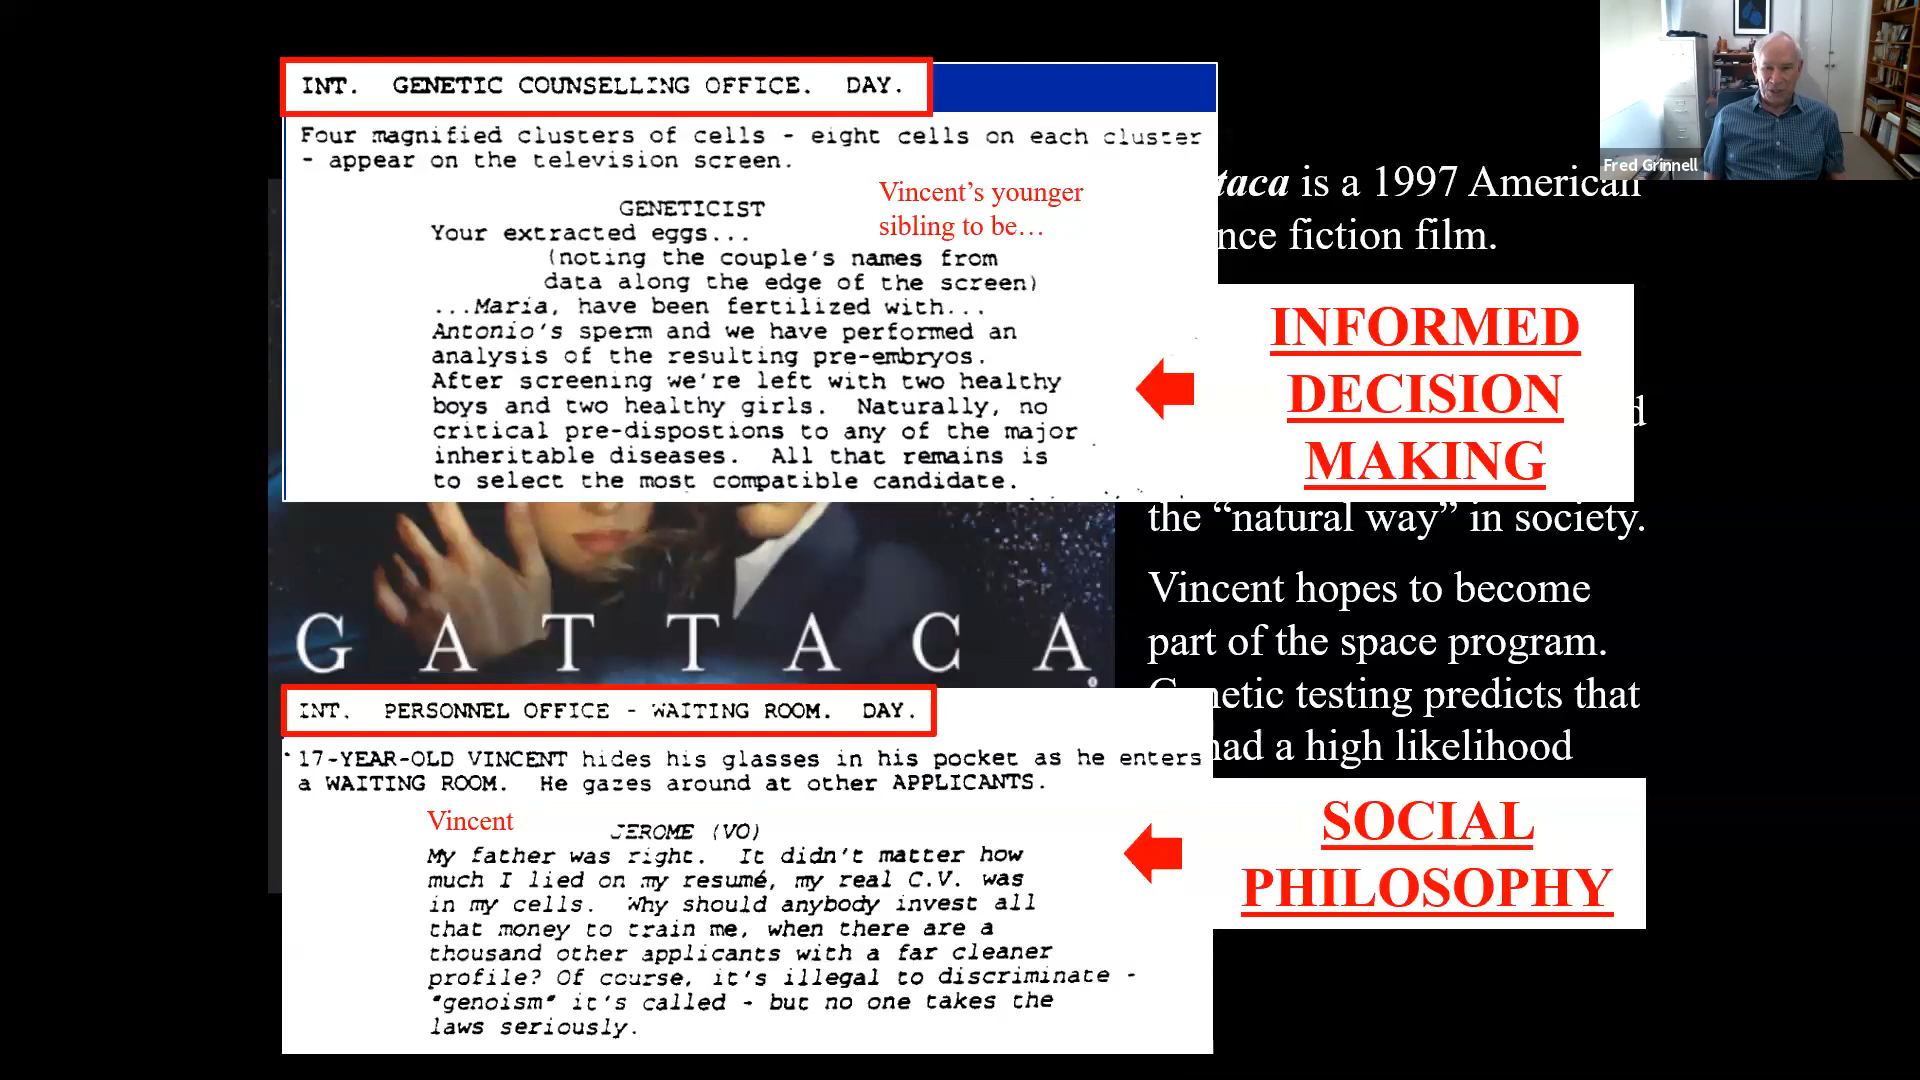 INT. GENETIC COUNSELLING OFFICE. DAY.
Four magnified clusters of cells - eight cells on each cluster
- appear on the television screen.
Vincent's younger
sibling to be…
GENETICIST
Your extracted eggs...
(noting the couple's names from
data along the edge of the screen)
...Maria, have been fertilized with...
Antonio's sperm and we have performed an
analysis of the resulting pre-embryos.
After screening we're left with two healthy
boys and two healthy girls. Naturally, no
critical pre-dispostions to any of the major
inheritable diseases. All that remains is
to select the most compatible candidate.
Fred Grinnell
taca is a 1997 American
nce fiction film.
INFORMED
DECISION
MAKING
d
the “natural way” in society.
Vincent hopes to become
part of the space program.
netic testing predicts that
had a high likelihood
GATTACA
INT. PERSONNEL OFFICE - WAITING ROOM. DAY.
17-YEAR-OLD VINCENT hides his glasses in his pocket as he enters
a WAITING ROOM. He gazes around at other APPLICANTS.
Vincent
JEROME (VO)
My father was right. It didn't matter how
much I lied on my resumé, my real C.V. was
in my cells. Why should anybody invest all
that money to train me, when there are a
thousand other applicants with a far cleaner
profile? Of course, it's illegal to discriminate -
"genoism" it's called - but no one takes the
laws seriously.
SOCIAL
PHILOSOPHY